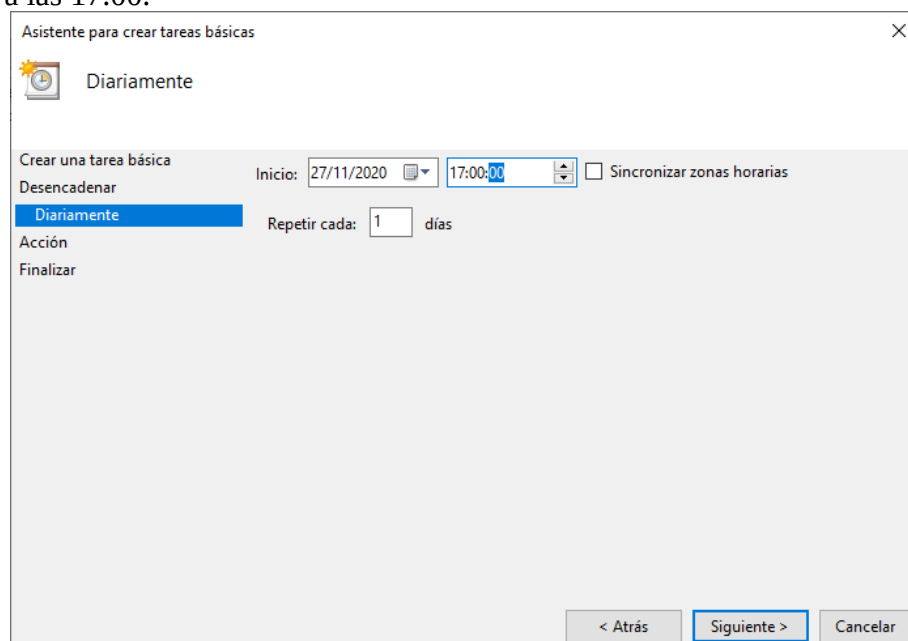 a las 17:00.
Asistente para crear tareas básicas
Diariamente
Crear una tarea básica
Desencadenar
Diariamente
Acción
Finalizar
Inicio: 27/11/2020 17:00:00 Sincronizar zonas horarias
Repetir cada: 1 días
< Atrás Siguiente > Cancelar